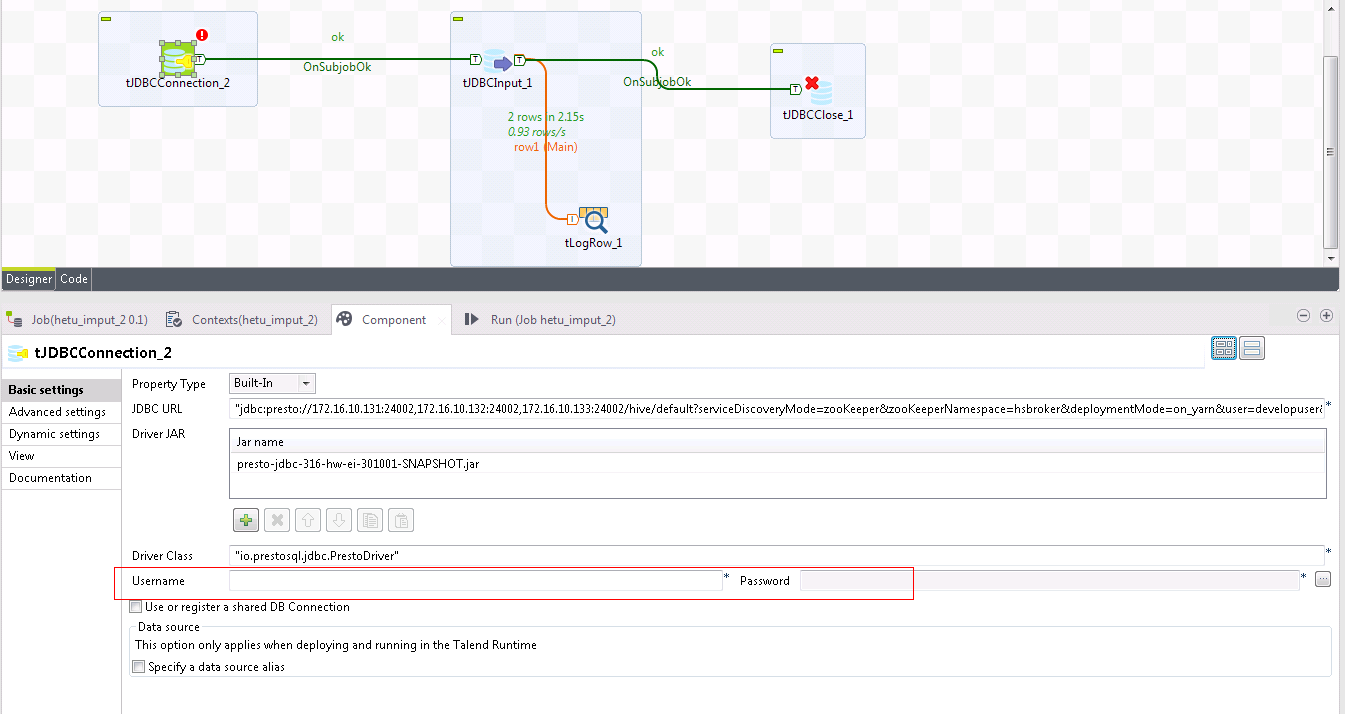 ok
ok
OnSubjobOk
OnSubjobOk
tJDBCConnection_2
tJDBCInput_1
tJDBCClose_1
2 rows in 2.15s
0.93 rows/s
row1 (Main)
tLogRow_1
Designer
Code
Job(hetu_imput_2 0.1)
Contexts(hetu_imput_2)
Component
Run (Job hetu_imput_2)
tJDBCConnection_2
Basic settings
Advanced settings
Dynamic settings
View
Documentation
Property Type
Built-In
JDBC URL
"jdbc:presto://172.16.10.131:24002,172.16.10.132:24002,172.16.10.133:24002/hive/default?serviceDiscoveryMode=zooKeeper&zooKeeperNamespace=hsbroker&deploymentMode=on_yarn&user=developuser& *
Driver JAR
Jar name
presto-jdbc-316-hw-ei-301001-SNAPSHOT.jar
Driver Class
"io.prestosql.jdbc.PrestoDriver" *
Username * Password * ...
Use or register a shared DB Connection
Data source
This option only applies when deploying and running in the Talend Runtime
Specify a data source alias